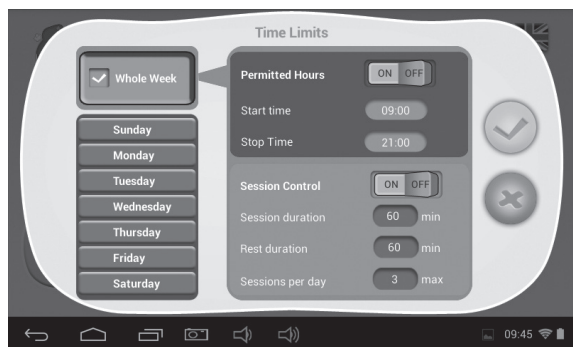 Time Limits
Whole Week
Sunday
Monday
Tuesday
Wednesday
Thursday
Friday
Saturday
Permitted Hours ON OFF
Start time 09:00
Stop Time 21:00
Session Control ON OFF
Session duration 60 min
Rest duration 60 min
Sessions per day 3 max
09:45